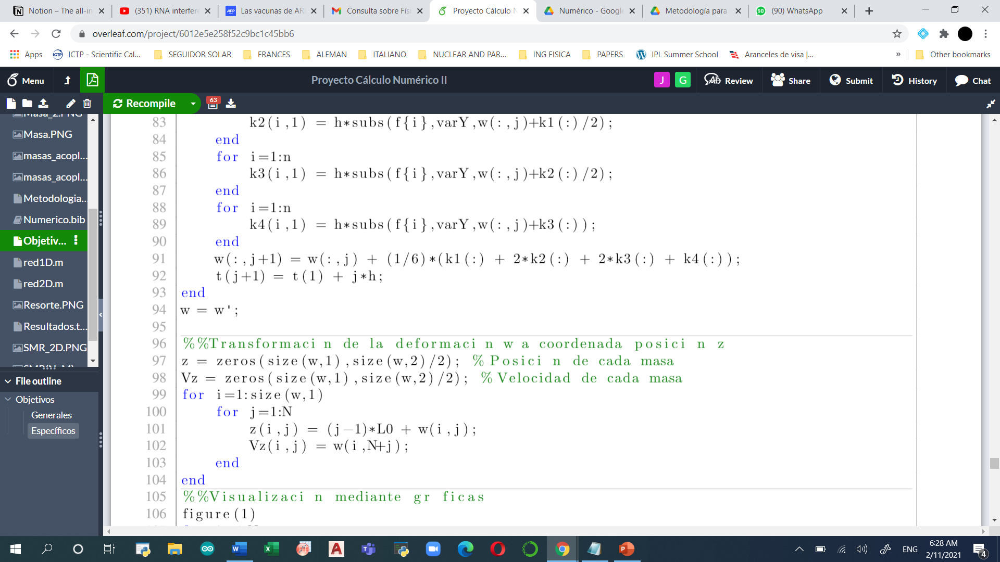 Notion – The all-in
(351) RNA interfere
AFP Las vacunas de AR
Consulta sobre Fís
Proyecto Cálculo N
Numérico - Google
Metodología para
90 (90) WhatsApp
overleaf.com/project/6012e5e258f52c9bc1c45bb6
Apps
ICTP - Scientific Cal...
SEGUIDOR SOLAR
FRANCES
ALEMAN
ITALIANO
NUCLEAR AND PAR...
ING FISICA
PAPERS
IPL Summer School
Aranceles de visa |...
»
Other bookmarks
Menu
Proyecto Cálculo Numérico II
J
G
Review
Share
Submit
History
Chat
Recompile
63
Masa_2.PNG
Masa.PNG
masas_acopl...
masas_acopl...
Metodologia...
Numerico.bib
Objetiv...
red1D.m
red2D.m
Resorte.PNG
Resultados.t...
SMR_2D.PNG
File outline
Objetivos
Generales
Específicos
83 k2(i,1) = h*subs(f{i},varY,w(:,j)+k1(:)/2);
84 end
85 for i=1:n
86 k3(i,1) = h*subs(f{i},varY,w(:,j)+k2(:)/2);
87 end
88 for i=1:n
89 k4(i,1) = h*subs(f{i},varY,w(:,j)+k3(:));
90 end
91 w(:,j+1) = w(:,j) + (1/6)*(k1(:) + 2*k2(:) + 2*k3(:) + k4(:));
92 t(j+1) = t(1) + j*h;
93 end
94 w = w';
95
96 %%Transformaci n de la deformaci n w a coordenada posici n z
97 z = zeros(size(w,1),size(w,2)/2); % Posici n de cada masa
98 Vz = zeros(size(w,1),size(w,2)/2); % Velocidad de cada masa
99 for i=1:size(w,1)
100 for j=1:N
101 z(i,j) = (j-1)*L0 + w(i,j);
102 Vz(i,j) = w(i,N+j);
103 end
104 end
105 %%Visualizaci n mediante gr ficas
106 figure(1)
ENG
6:28 AM
2/11/2021
4